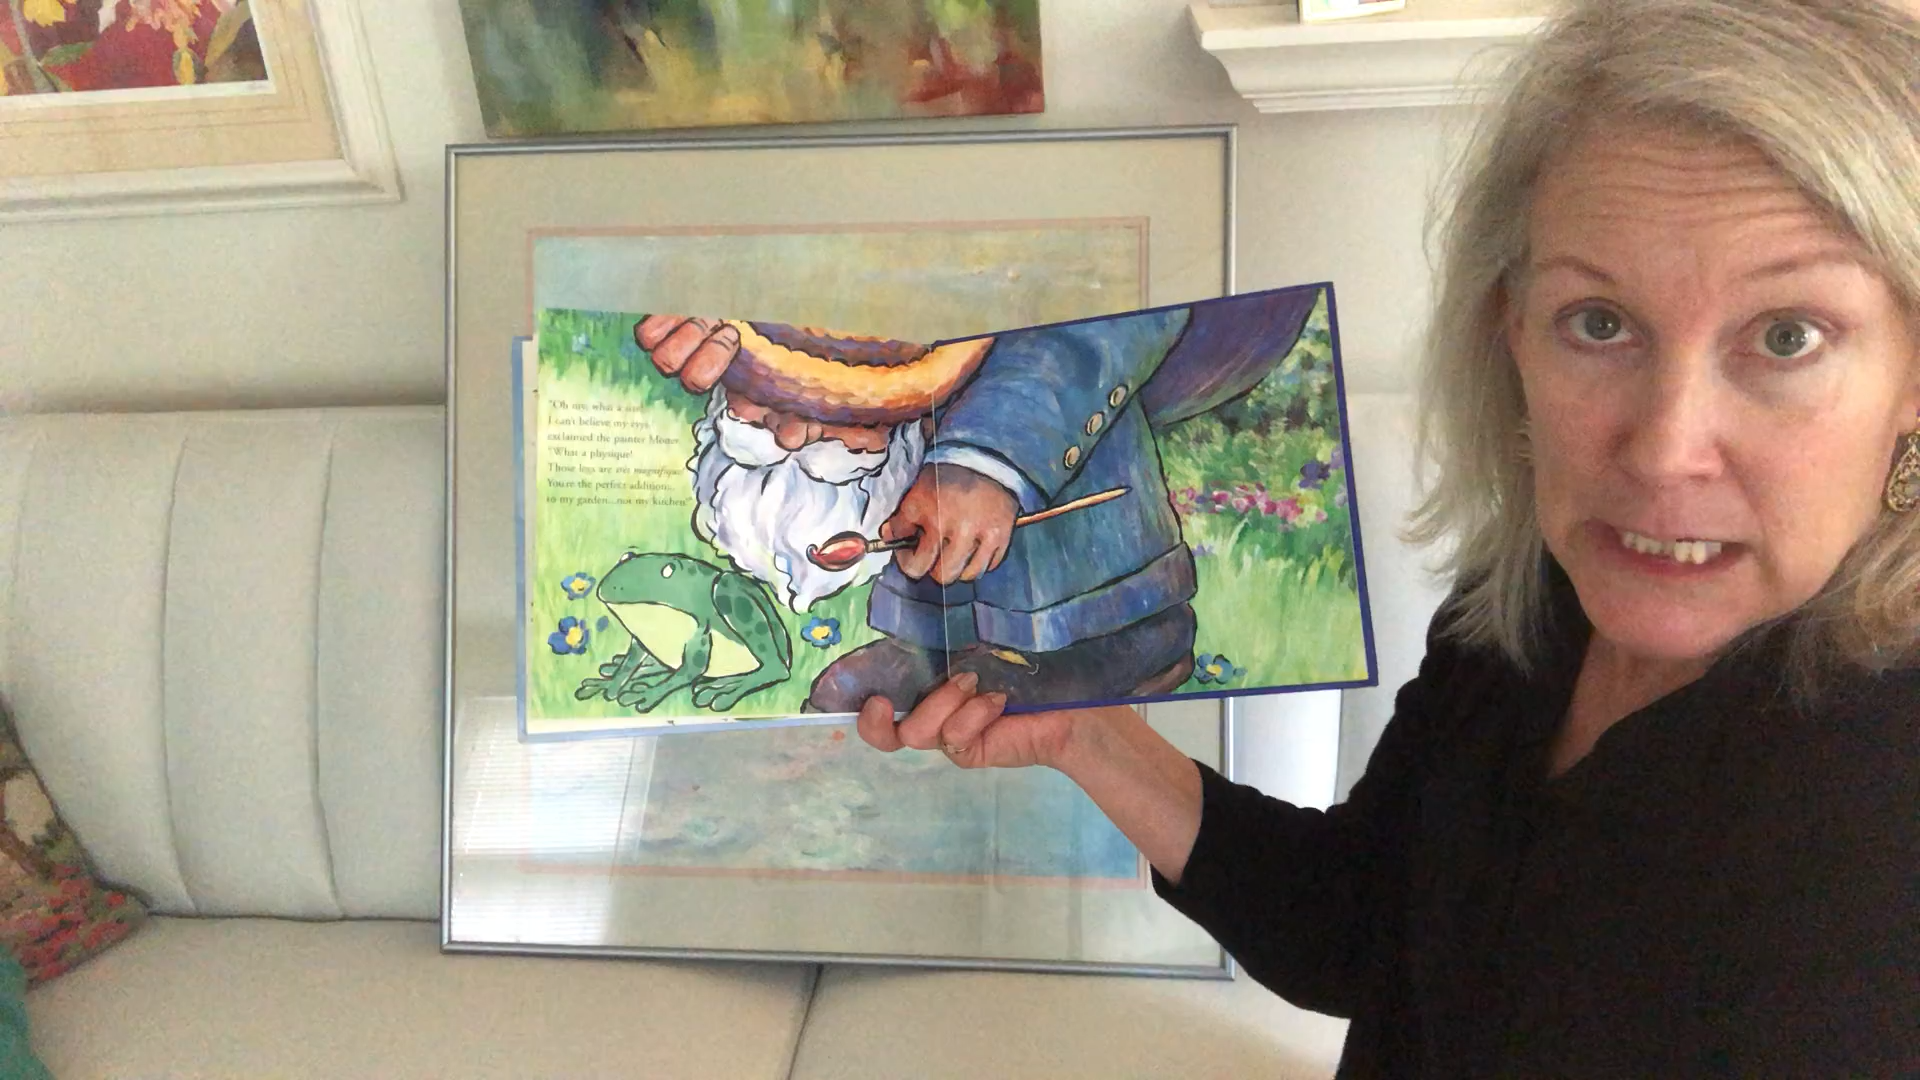 "Oh my, what a size!
I can't believe my eyes
exclaimed the painter Monet.
"What a physique!
Those legs are très magnifique!
You're the perfect addition...
to my garden...not my kitchen."